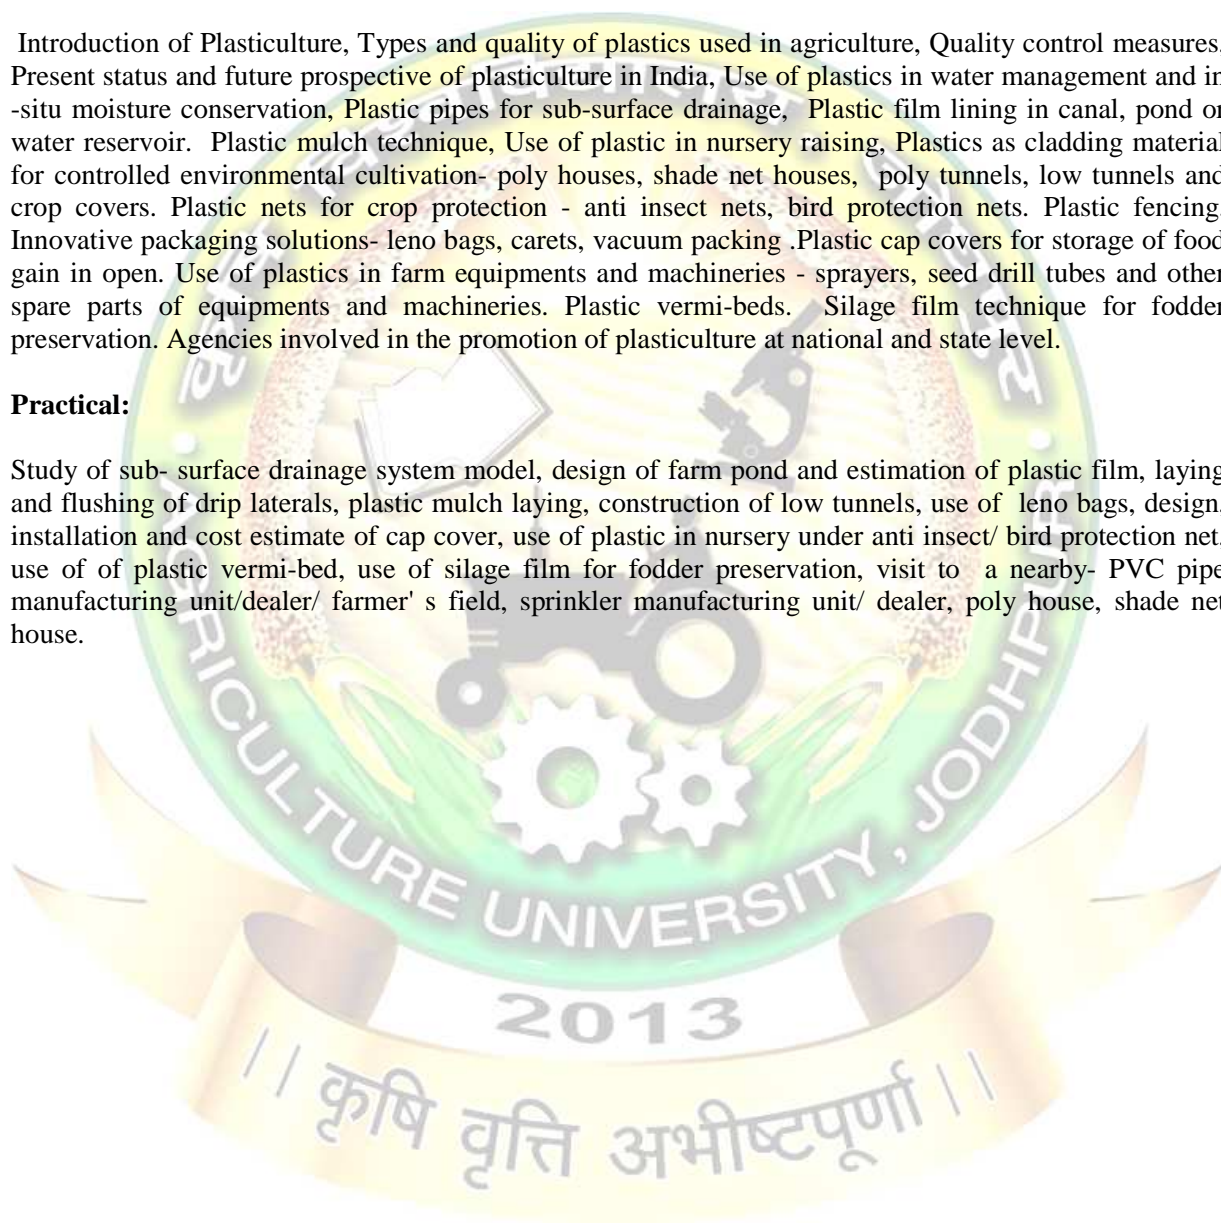 Introduction of Plasticulture, Types and quality of plastics used in agriculture, Quality control measures.
Present status and future prospective of plasticulture in India, Use of plastics in water management and in
-situ moisture conservation, Plastic pipes for sub-surface drainage, Plastic film lining in canal, pond or
water reservoir. Plastic mulch technique, Use of plastic in nursery raising, Plastics as cladding material
for controlled environmental cultivation- poly houses, shade net houses, poly tunnels, low tunnels and
crop covers. Plastic nets for crop protection - anti insect nets, bird protection nets. Plastic fencing.
Innovative packaging solutions- leno bags, carets, vacuum packing .Plastic cap covers for storage of food
gain in open. Use of plastics in farm equipments and machineries - sprayers, seed drill tubes and other
spare parts of equipments and machineries. Plastic vermi-beds. Silage film technique for fodder
preservation. Agencies involved in the promotion of plasticulture at national and state level.
Practical:
Study of sub- surface drainage system model, design of farm pond and estimation of plastic film, laying
and flushing of drip laterals, plastic mulch laying, construction of low tunnels, use of leno bags, design,
installation and cost estimate of cap cover, use of plastic in nursery under anti insect/ bird protection net,
use of of plastic vermi-bed, use of silage film for fodder preservation, visit to a nearby- PVC pipe
manufacturing unit/dealer/ farmer' s field, sprinkler manufacturing unit/ dealer, poly house, shade net
house.
AGRICULTURE UNIVERSITY, JODHPUR
2013
|| कृषि वृत्ति अभीष्टपूर्णा ||